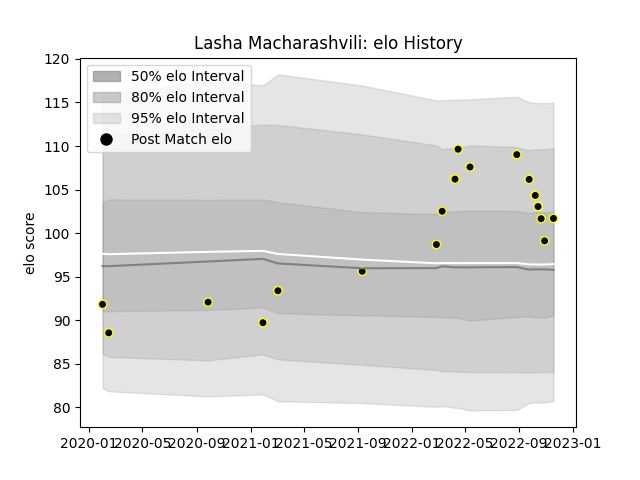 Lasha Macharashvili: elo History
120
115
110
105
100
95
90
85
80
elo score
50% elo Interval
80% elo Interval
95% elo Interval
Post Match elo
2020-01 2020-05 2020-09 2021-01 2021-05 2021-09 2022-01 2022-05 2022-09 2023-01